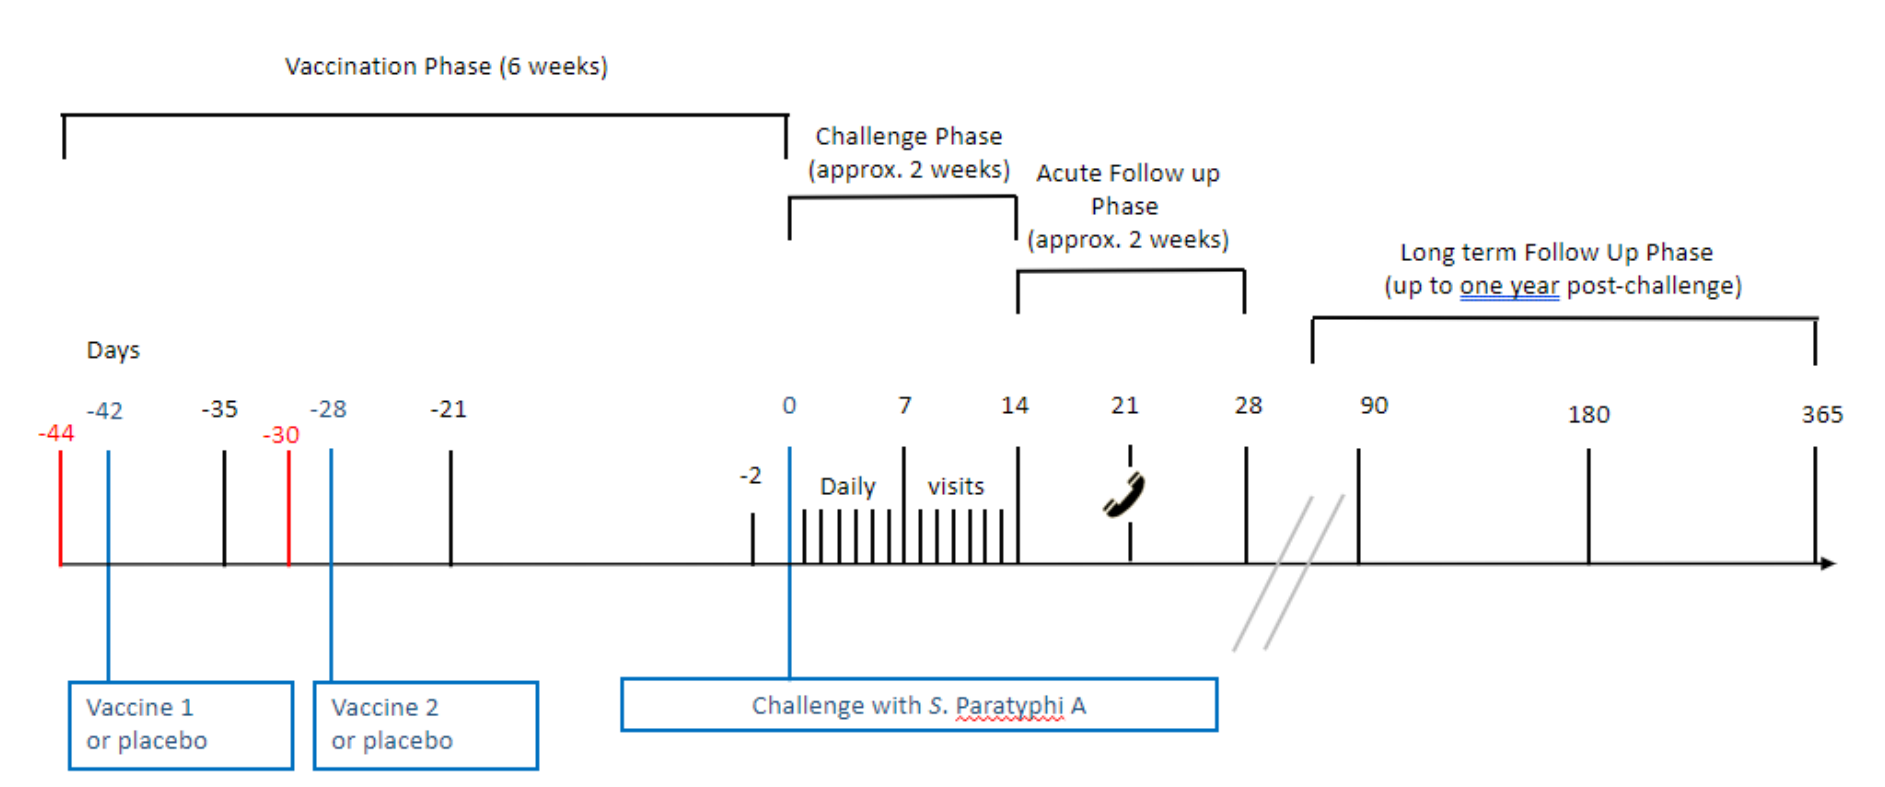 Vaccination Phase (6 weeks)
Challenge Phase
(approx. 2 weeks)
Acute Follow up
Phase
(approx. 2 weeks)
Long term Follow Up Phase
(up to one year post-challenge)
Days
-44
-42
-35
-30
-28
-21
-2
0
7
14
21
28
90
180
365
Daily visits
Vaccine 1
or placebo
Vaccine 2
or placebo
Challenge with S. Paratyphi A